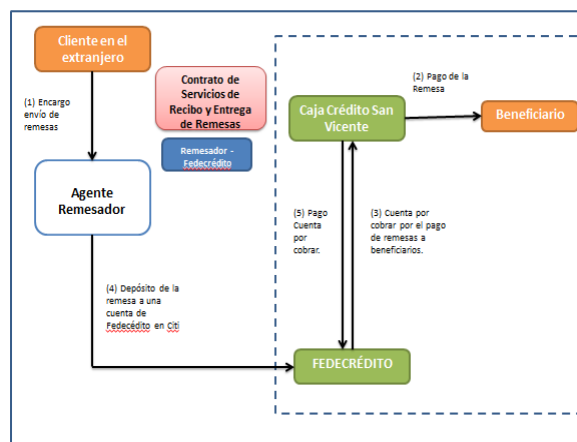 Cliente en el
extranjero
(1) Encargo
envío de
remesas
Contrato de
Servicios de
Recibo y Entrega
de Remesas
Remesador -
Fedecrédito
Agente
Remesador
(4) Depósito de la
remesa a una
cuenta de
Fedecédito en Citi
Caja Crédito San
Vicente
(2) Pago de la
Remesa
Beneficiario
(5) Pago
Cuenta
por
cobrar.
(3) Cuenta por
cobrar por el pago
de remesas a
beneficiarios.
FEDECRÉDITO